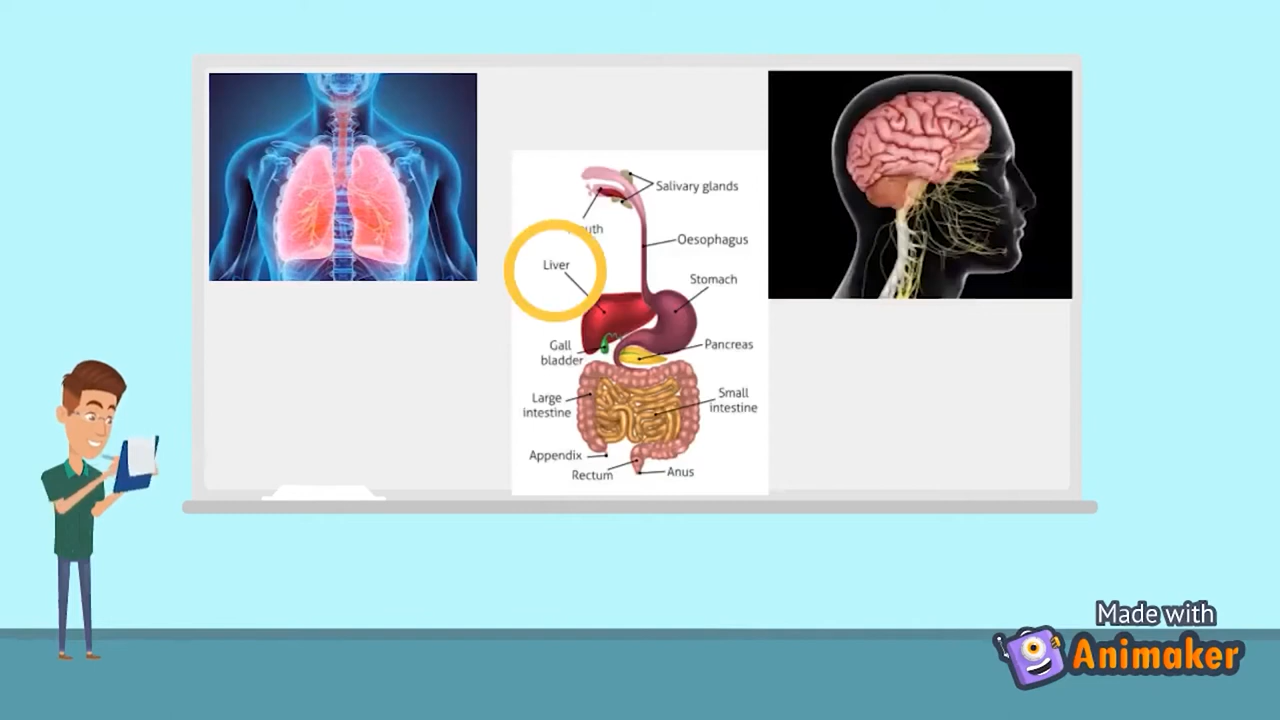 Salivary glands
Oesophagus
Liver
Stomach
Gall
bladder
Pancreas
Large
intestine
Small
intestine
Appendix
Rectum
Anus
Made with
Animaker